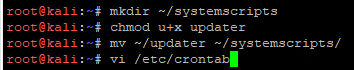 root@kali:~# mkdir ~/systemscripts
root@kali:~# chmod u+x updater
root@kali:~# mv ~/updater ~/systemscripts/
root@kali:~# vi /etc/crontab